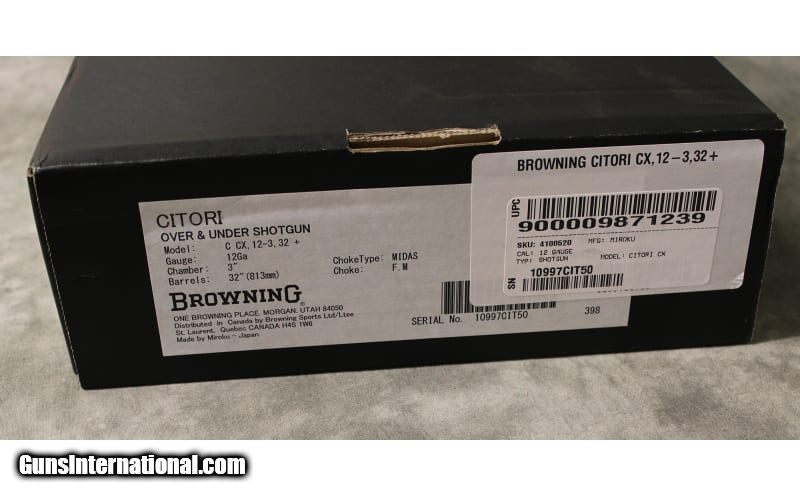 CITORI
OVER & UNDER SHOTGUN
Model: C CX,12-3,32 +
Gauge: 12Ga
Chamber: 3" ChokeType: MIDAS
Barrels: 32"(813mm) Choke: F.M
BROWNING®
ONE BROWNING PLACE, MORGAN, UTAH 84050
Distributed in Canada by Browning Sports Ltd/Ltee
St. Laurent, Quebec CANADA H4S 1W6
Made by Miroku - Japan
SERIAL No. 10997CIT50
398
BROWNING CITORI CX,12-3,32+
UPC
900009871239
SKU: 4100520 MFG: MIROKU
CAL: 12 GAUGE
TYP: SHOTGUN MODEL: CITORI CX
SN
10997CIT50
GunsInternational.com